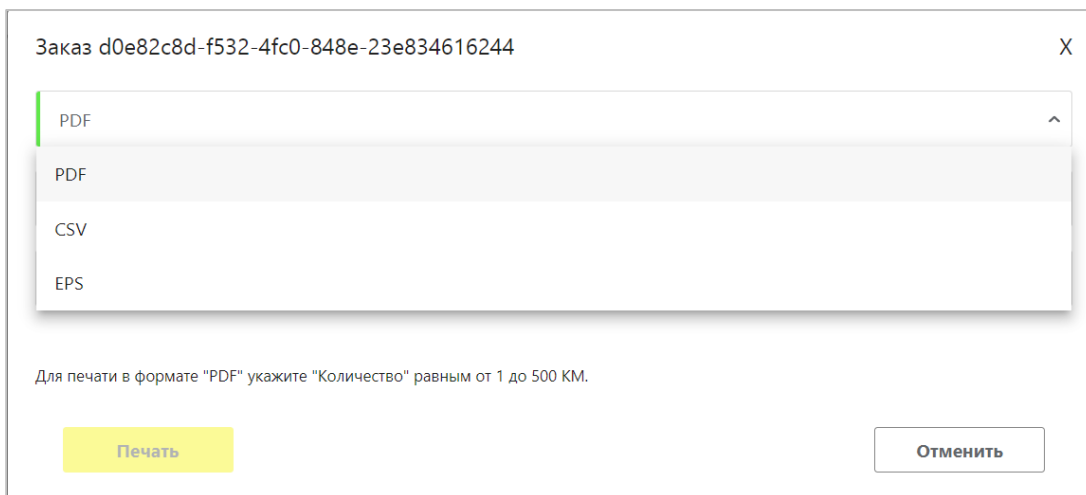 Заказ d0e82c8d-f532-4fc0-848e-23e834616244
X
PDF
PDF
CSV
EPS
Для печати в формате "PDF" укажите "Количество" равным от 1 до 500 КМ.
Печать
Отменить